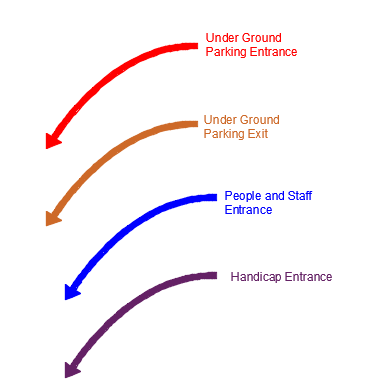 Under Ground
Parking Entrance
Under Ground
Parking Exit
People and Staff
Entrance
Handicap Entrance